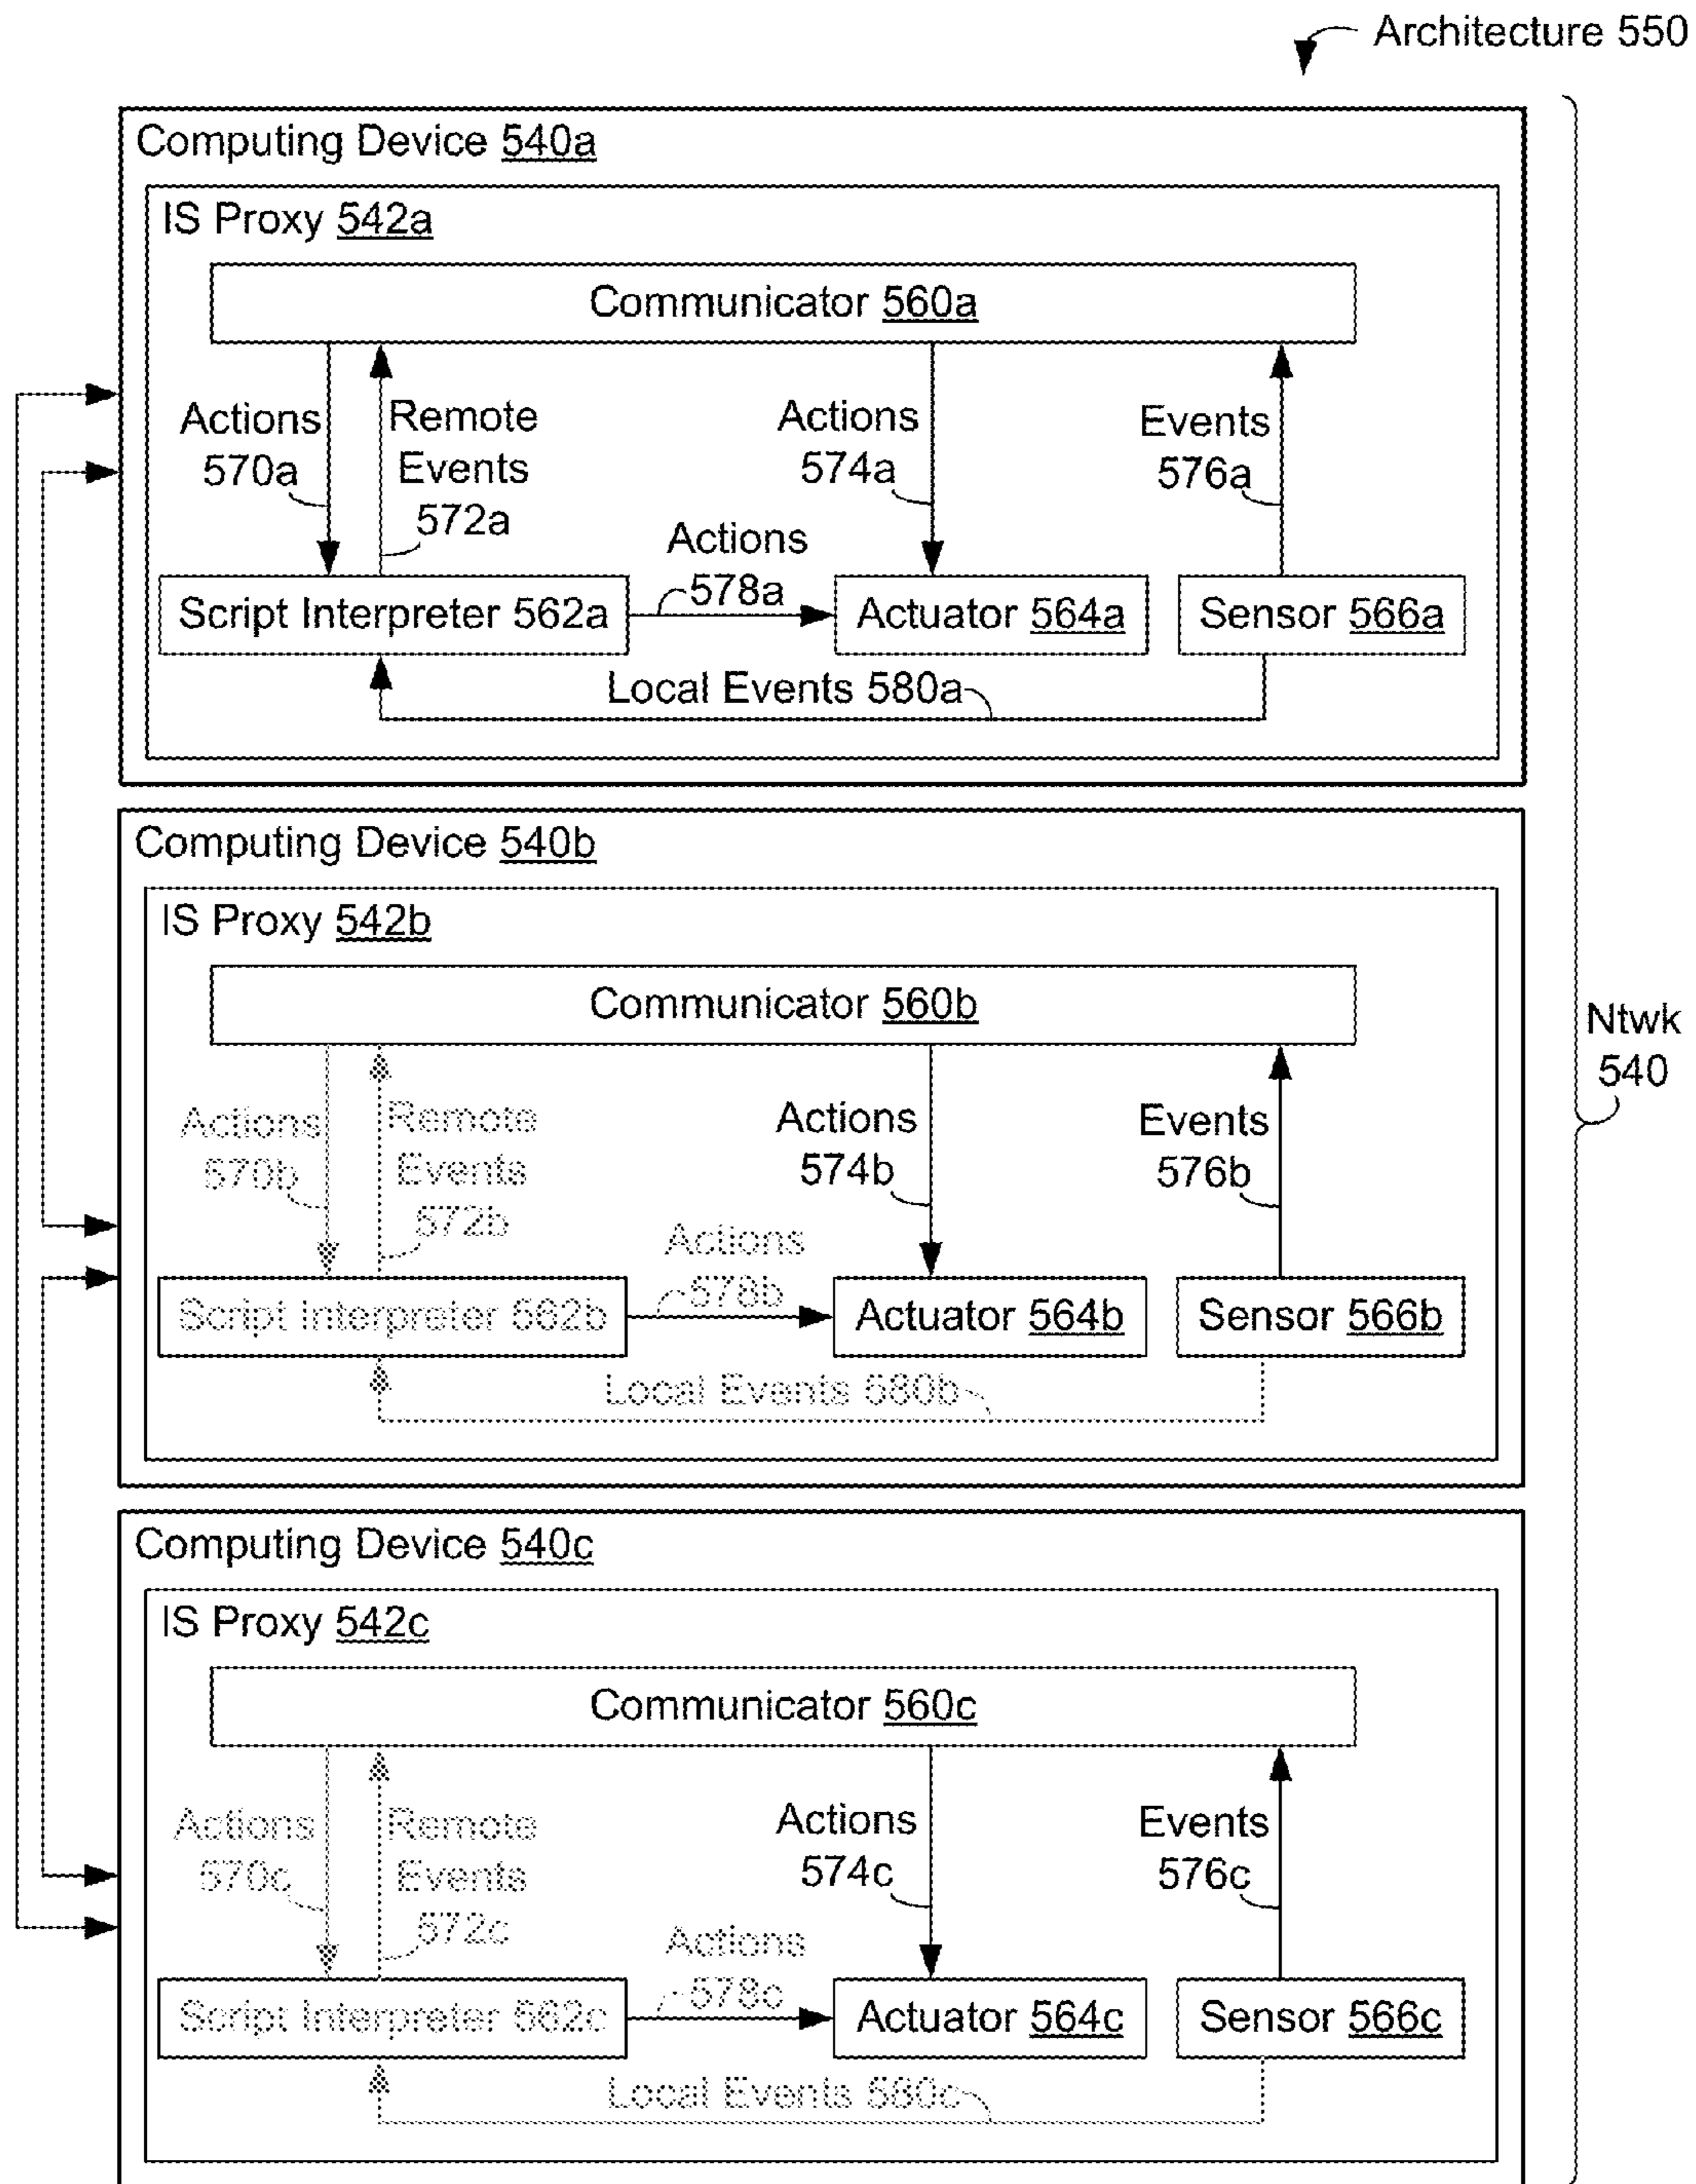 Architecture 550
Computing Device 540a
IS Proxy 542a
Communicator 560a
Actions
570a
Remote
Events
572a
Actions
574a
Events
576a
Actions
578a
Script Interpreter 562a
Actuator 564a
Sensor 566a
Local Events 580a
Computing Device 540b
IS Proxy 542b
Communicator 560b
Actions
570b
Remote
Events
572b
Actions
574b
Events
576b
Actions
578b
Script Interpreter 562b
Actuator 564b
Sensor 566b
Local Events 580b
Ntwk
540
Computing Device 540c
IS Proxy 542c
Communicator 560c
Actions
570c
Remote
Events
572c
Actions
574c
Events
576c
Actions
578c
Script Interpreter 562c
Actuator 564c
Sensor 566c
Local Events 580c